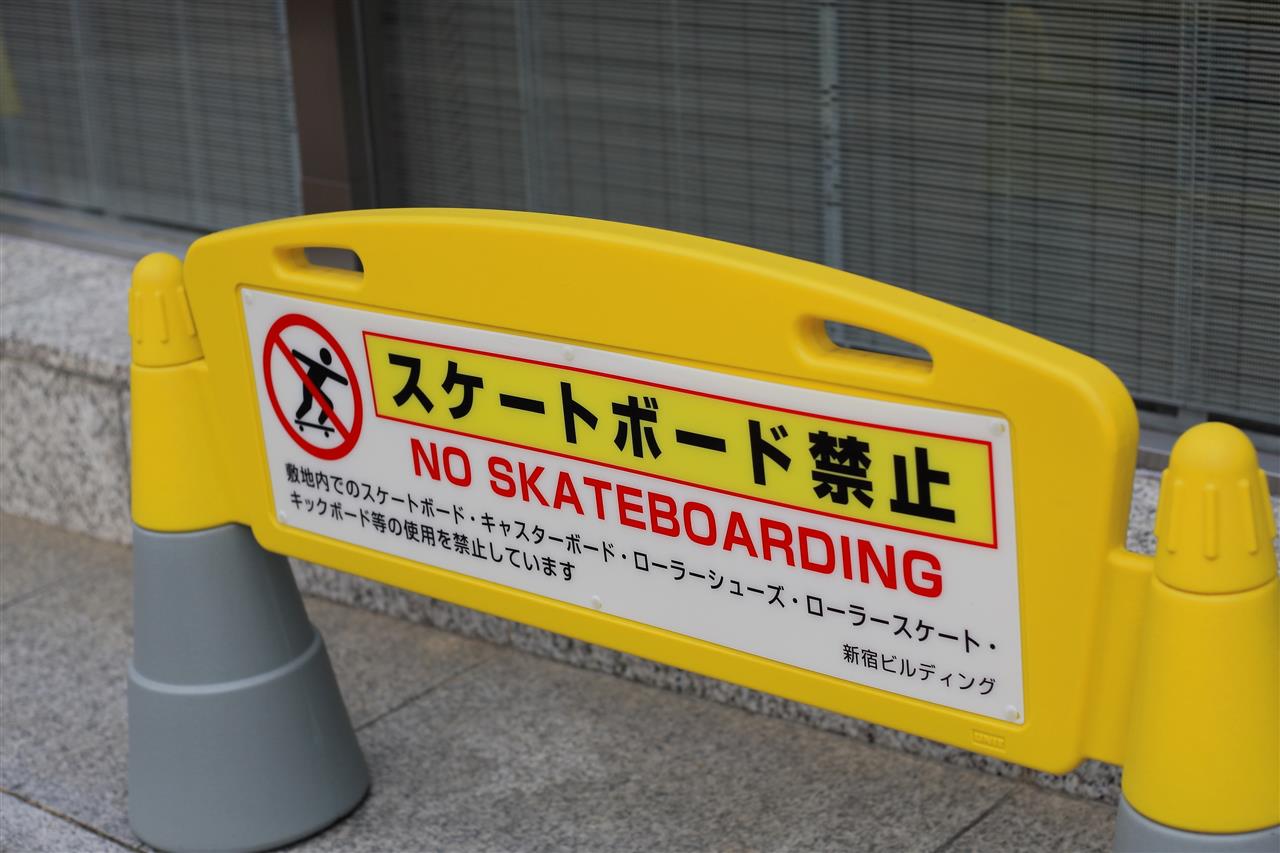 スケートボード禁止
NO SKATEBOARDING
敷地内でのスケートボード・キャスターボード・ローラーシューズ・ローラースケート・
キックボード等の使用を禁止しています
新宿ビルディング
UNIT